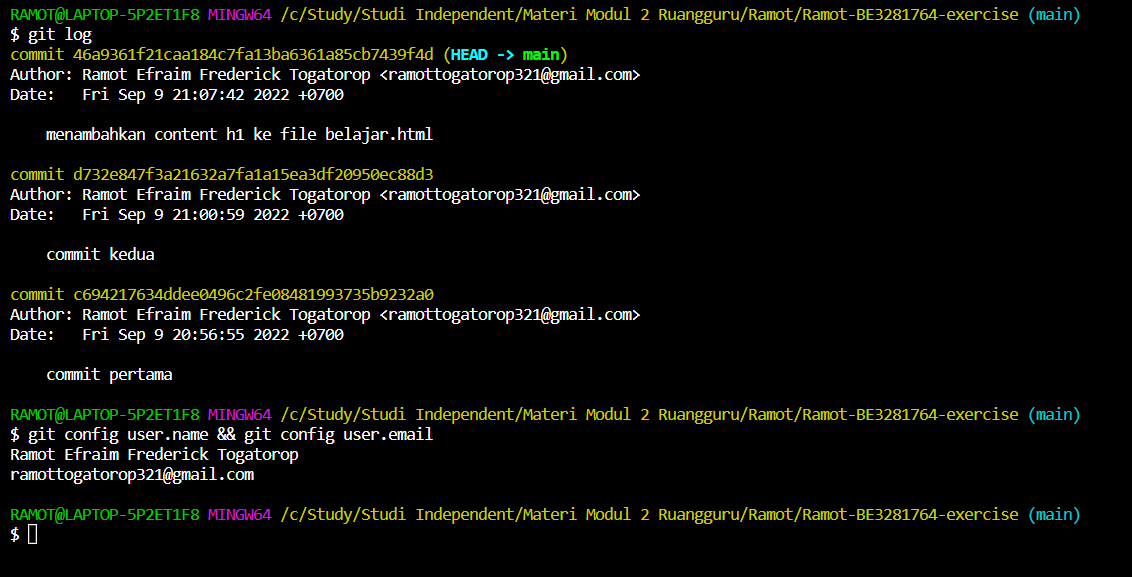 RAMOT@LAPTOP-5P2ET1F8 MINGW64 /c/Study/Studi Independent/Materi Modul 2 Ruangguru/Ramot/Ramot-BE3281764-exercise (main)
$ git log
commit 46a9361f21caa184c7fa13ba6361a85cb7439f4d (HEAD -> main)
Author: Ramot Efraim Frederick Togatorop <ramottogatorop321@gmail.com>
Date:   Fri Sep 9 21:07:42 2022 +0700
    menambahkan content h1 ke file belajar.html
commit d732e847f3a21632a7fa1a15ea3df20950ec88d3
Author: Ramot Efraim Frederick Togatorop <ramottogatorop321@gmail.com>
Date:   Fri Sep 9 21:00:59 2022 +0700
    commit kedua
commit c694217634ddee0496c2fe08481993735b9232a0
Author: Ramot Efraim Frederick Togatorop <ramottogatorop321@gmail.com>
Date:   Fri Sep 9 20:56:55 2022 +0700
    commit pertama
RAMOT@LAPTOP-5P2ET1F8 MINGW64 /c/Study/Studi Independent/Materi Modul 2 Ruangguru/Ramot/Ramot-BE3281764-exercise (main)
$ git config user.name && git config user.email
Ramot Efraim Frederick Togatorop
ramottogatorop321@gmail.com
RAMOT@LAPTOP-5P2ET1F8 MINGW64 /c/Study/Studi Independent/Materi Modul 2 Ruangguru/Ramot/Ramot-BE3281764-exercise (main)
$